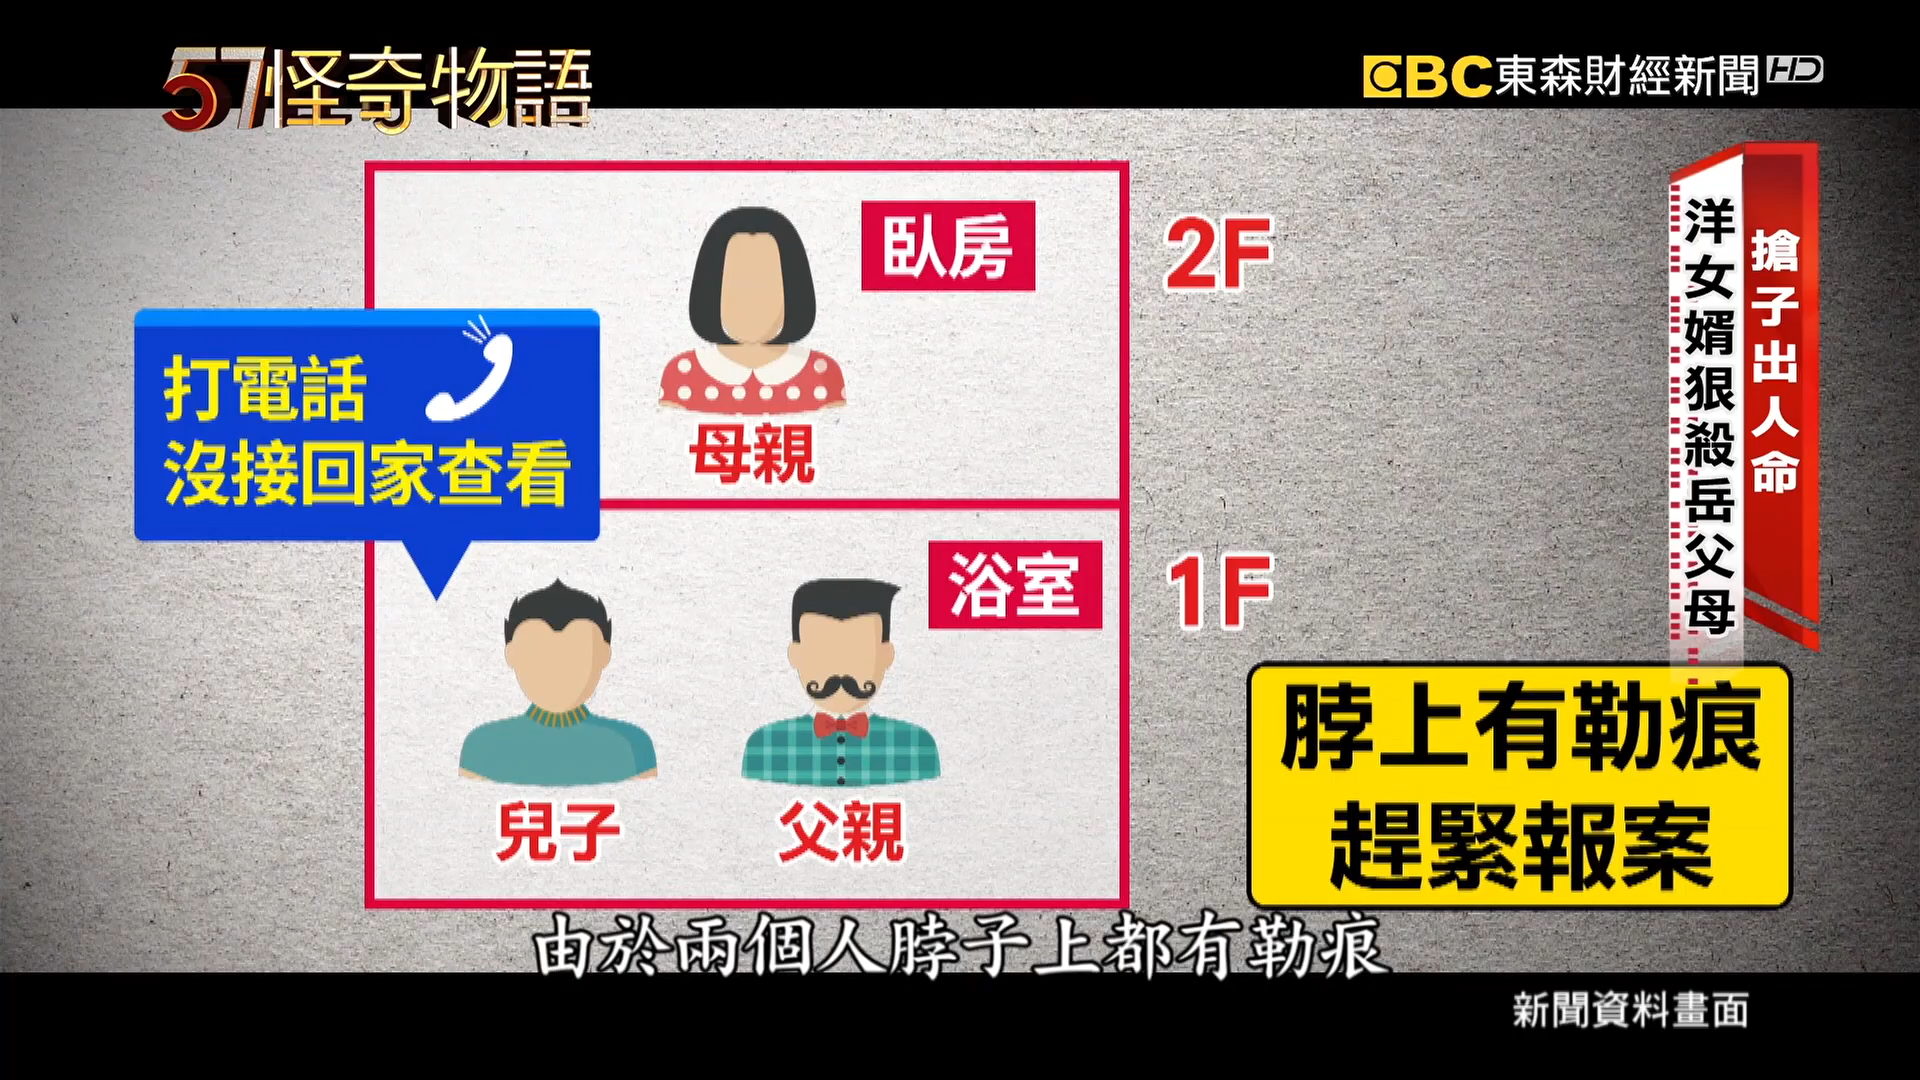 57怪奇物語
EBC東森財經新聞HD
搶子出人命
洋女婿狠殺岳父母
臥房
2F
母親
打電話
沒接回家查看
浴室
1F
兒子
父親
脖上有勒痕
趕緊報案
由於兩個人脖子上都有勒痕
新聞資料畫面